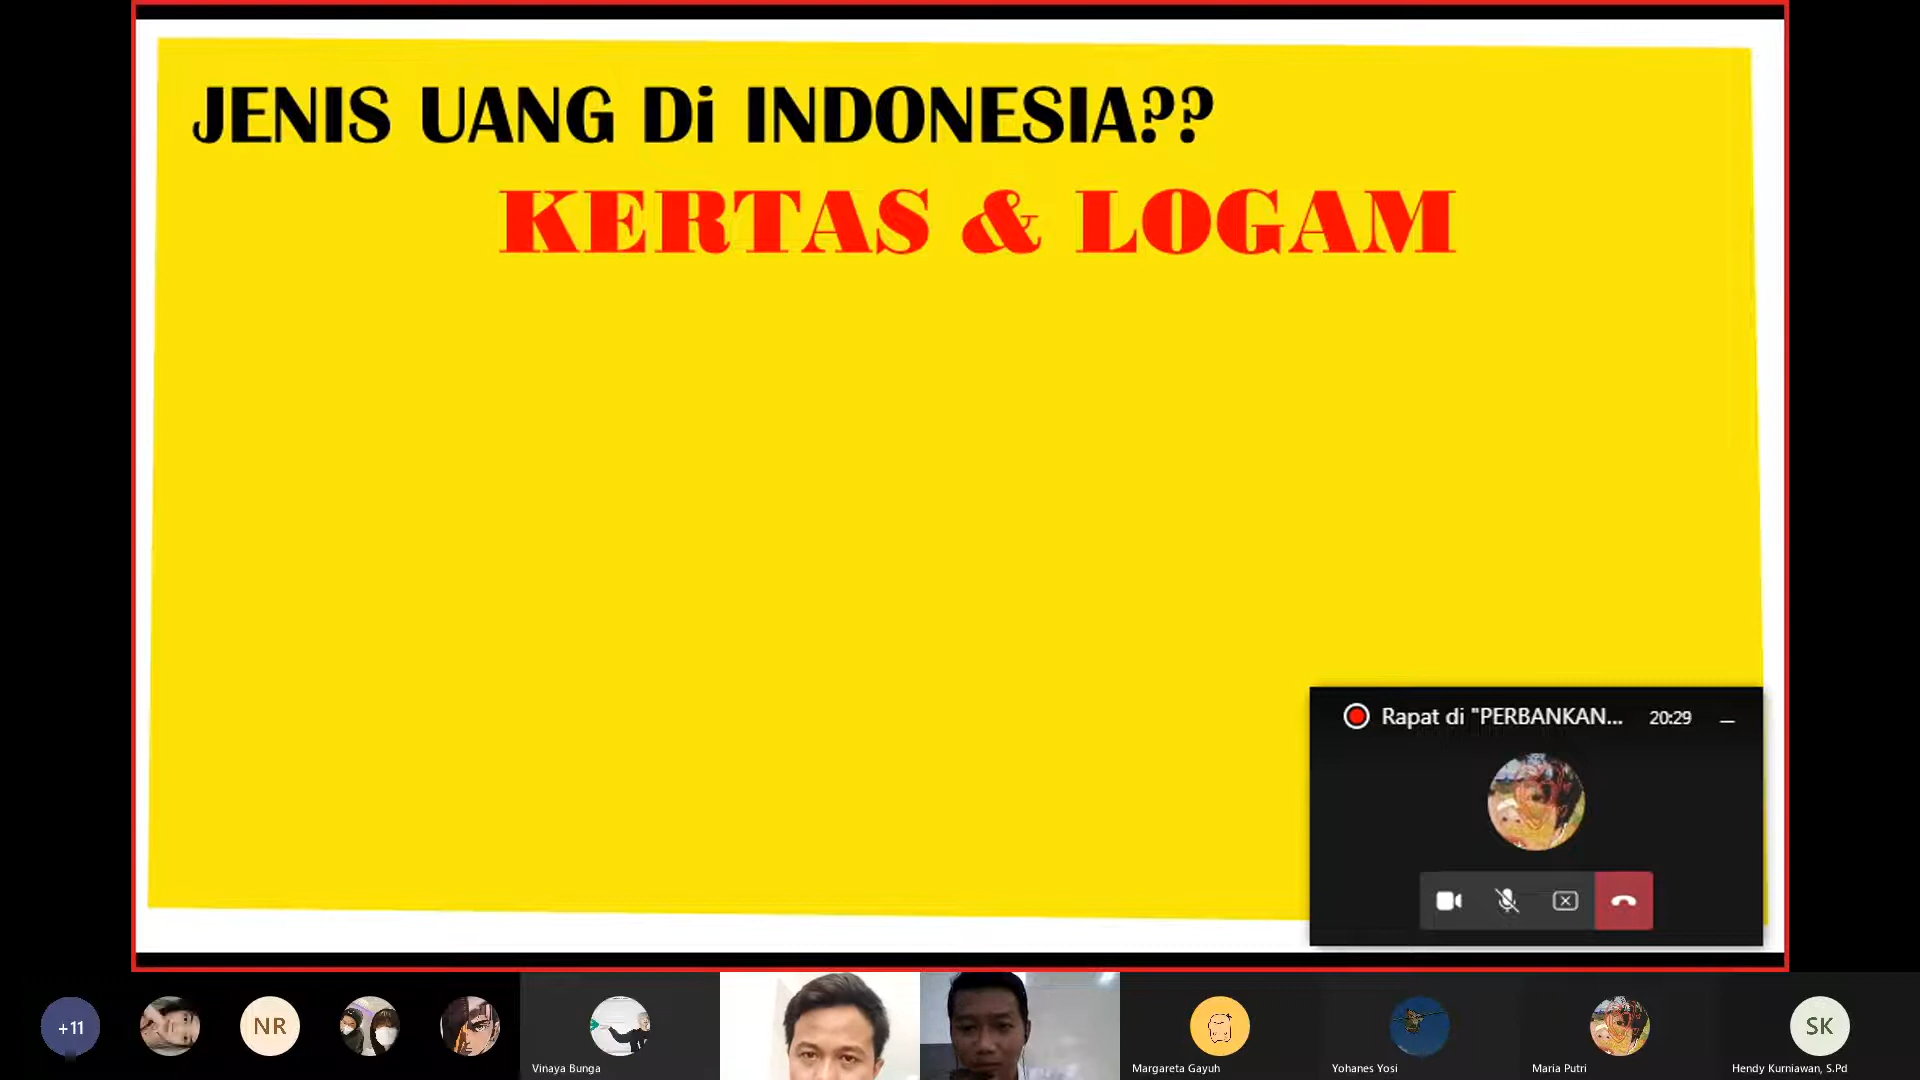 JENIS UANG Di INDONESIA??
KERTAS & LOGAM
Rapat di "PERBANKAN... 20:29
+11
NR
SK
Vinaya Bunga
Margareta Gayuh
Yohanes Yosi
Maria Putri
Hendy Kurniawan, S.Pd